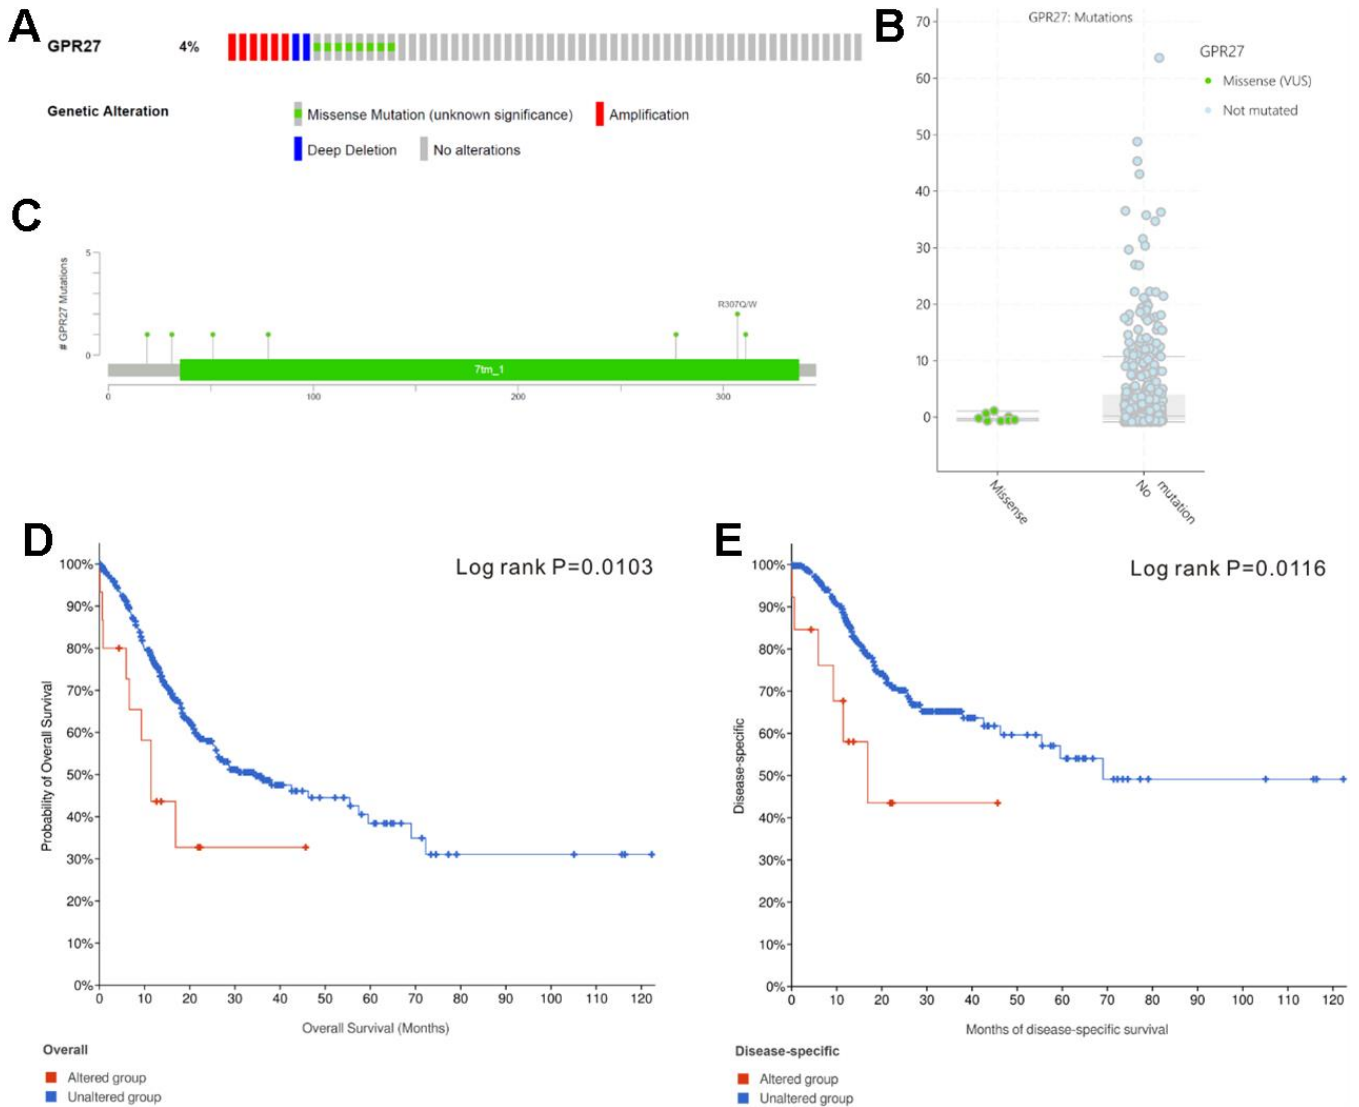 A
GPR27 4%
Genetic Alteration
Missense Mutation (unknown significance) Amplification
Deep Deletion No alterations
B
GPR27: Mutations
70
60
50
40
30
20
10
0
Missense
No mutation
GPR27
Missense (VUS)
Not mutated
C
# GPR27 Mutations
5
0
R307Q/W
7tm_1
0 100 200 300
D
Log rank P=0.0103
Probability of Overall Survival
100%
90%
80%
70%
60%
50%
40%
30%
20%
10%
0%
0 10 20 30 40 50 60 70 80 90 100 110 120
Overall Survival (Months)
Overall
Altered group
Unaltered group
E
Log rank P=0.0116
Disease-specific
100%
90%
80%
70%
60%
50%
40%
30%
20%
10%
0%
0 10 20 30 40 50 60 70 80 90 100 110 120
Months of disease-specific survival
Disease-specific
Altered group
Unaltered group